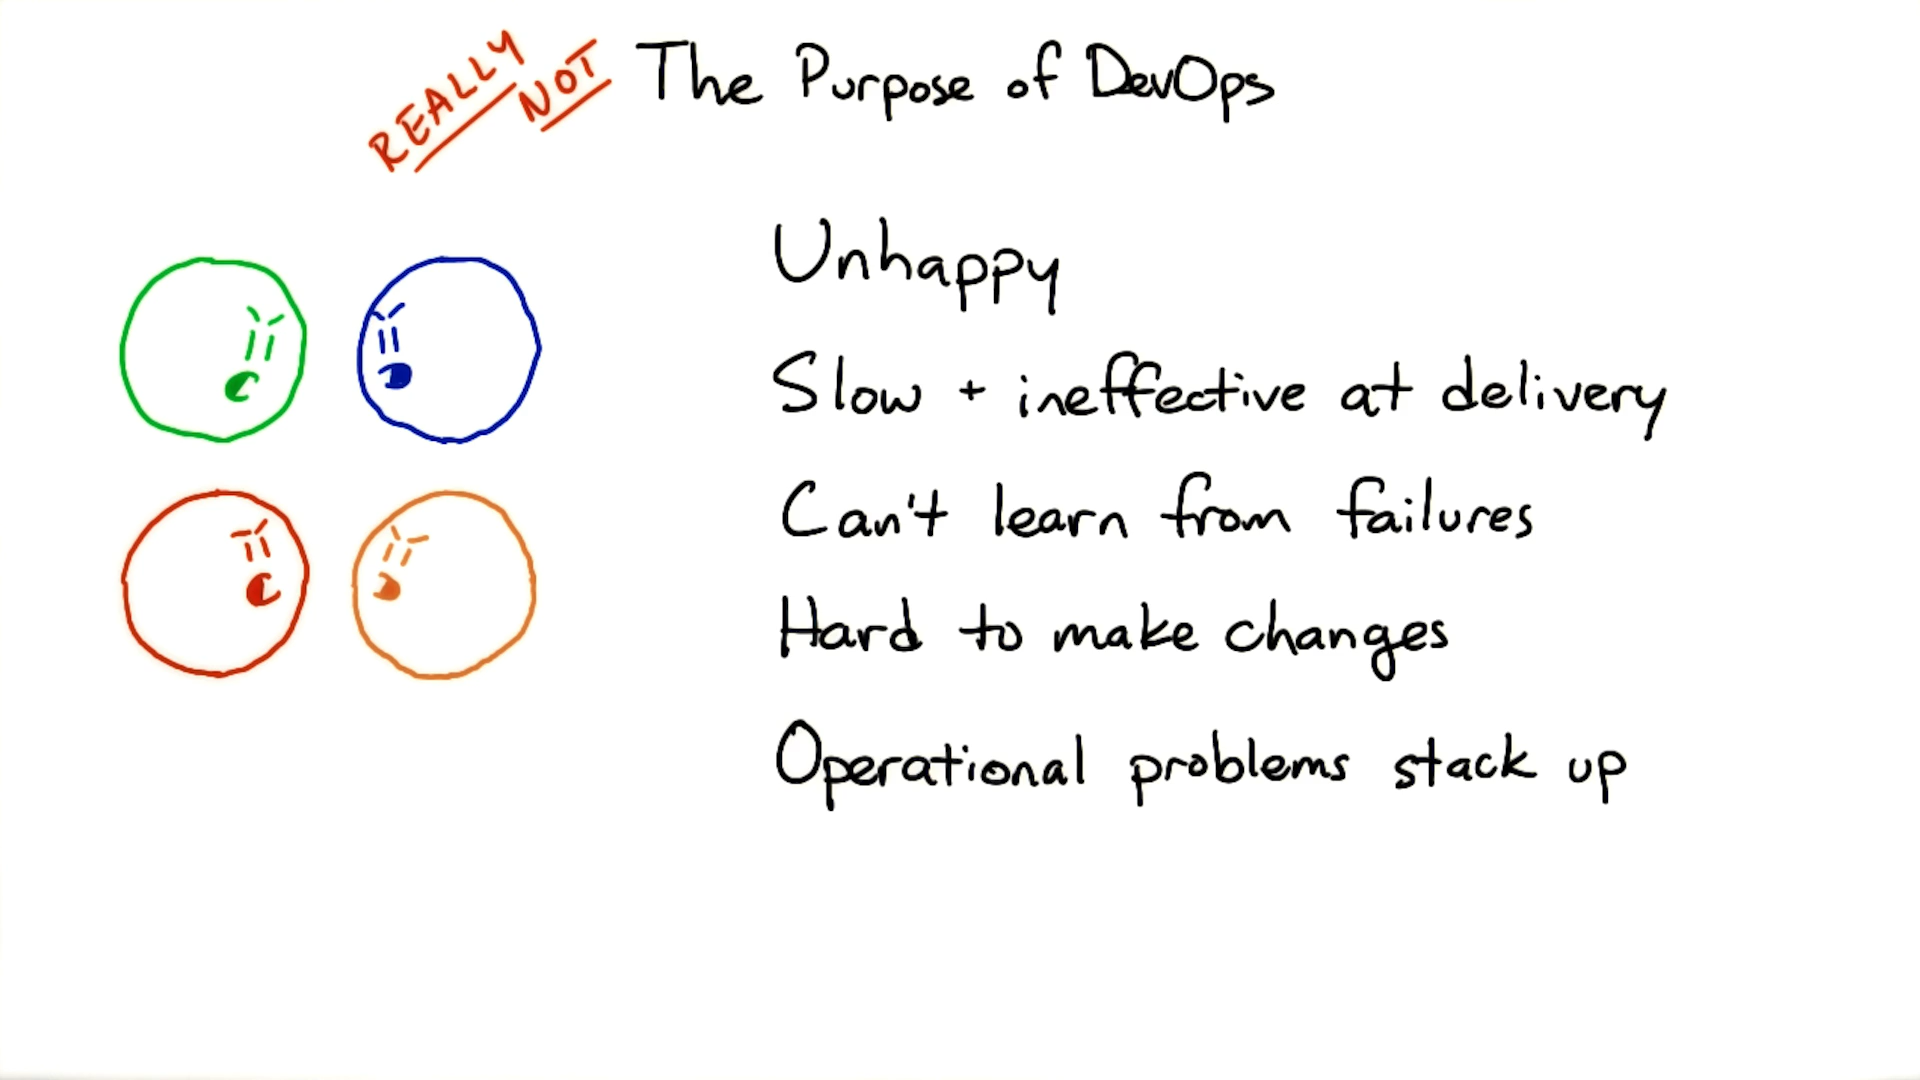 REALLY NOT The Purpose of DevOps
Unhappy
Slow + ineffective at delivery
Can't learn from failures
Hard to make changes
Operational problems stack up